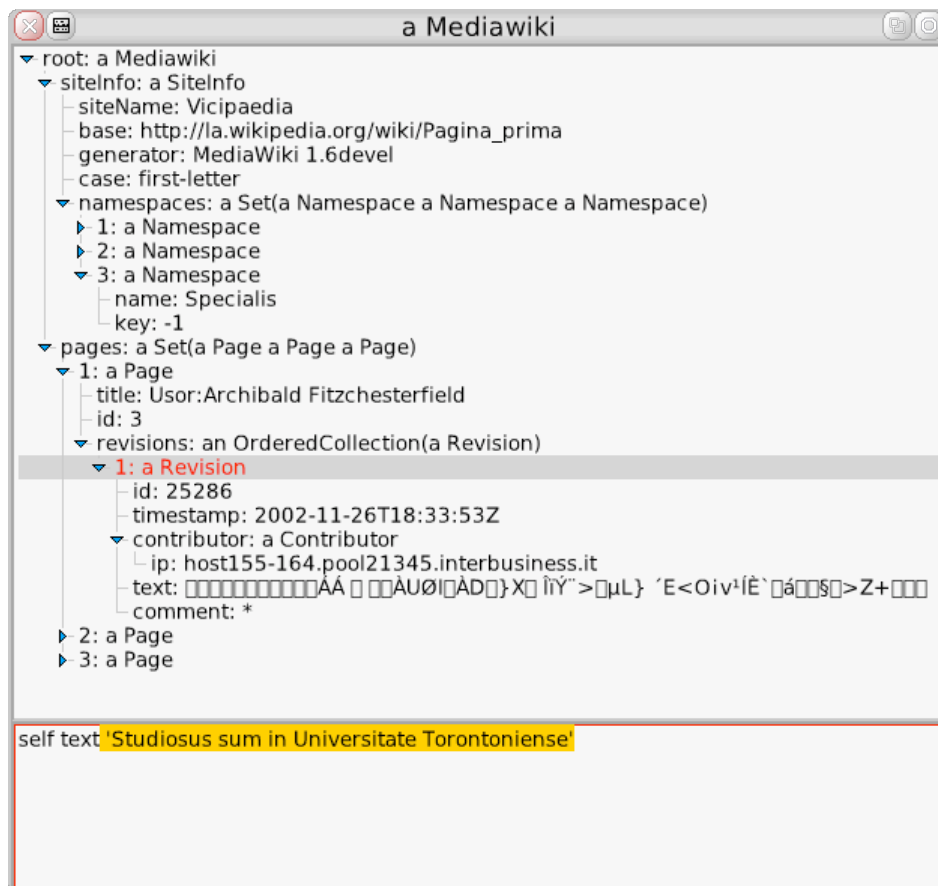 a Mediawiki
root: a Mediawiki
siteInfo: a SiteInfo
siteName: Vicipaedia
base: http://la.wikipedia.org/wiki/Pagina_prima
generator: MediaWiki 1.6devel
case: first-letter
namespaces: a Set(a Namespace a Namespace a Namespace)
1: a Namespace
2: a Namespace
3: a Namespace
name: Specialis
key: -1
pages: a Set(a Page a Page a Page)
1: a Page
title: Usor:Archibald Fitzchesterfield
id: 3
revisions: an OrderedCollection(a Revision)
1: a Revision
id: 25286
timestamp: 2002-11-26T18:33:53Z
contributor: a Contributor
ip: host155-164.pool21345.interbusiness.it
text:
comment: *
2: a Page
3: a Page
self text 'Studiosus sum in Universitate Torontoniense'